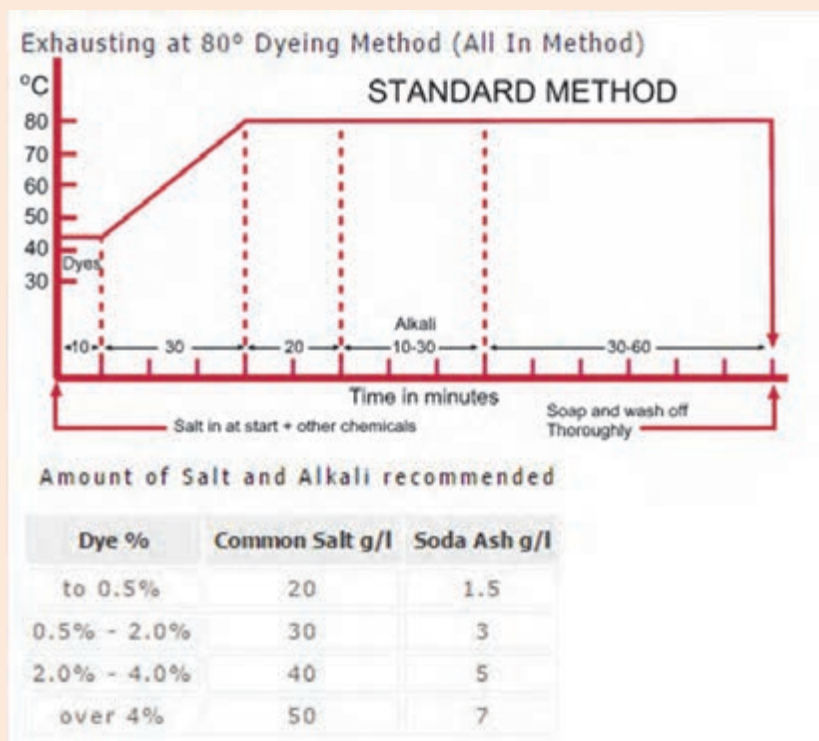 Exhausting at 80° Dyeing Method (All In Method)
°C
STANDARD METHOD
80
70
60
50
40
30
Dyes
Alkali
10
30
20
10-30
30-60
Time in minutes
Salt in at start + other chemicals
Soap and wash off
Thoroughly
Amount of Salt and Alkali recommended
Dye % Common Salt g/l Soda Ash g/l
to 0.5% 20 1.5
0.5% - 2.0% 30 3
2.0% - 4.0% 40 5
over 4% 50 7